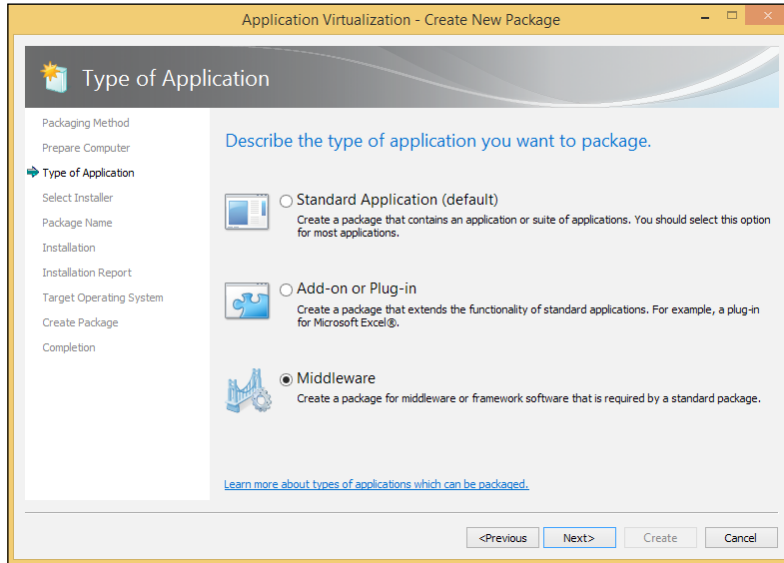 Application Virtualization - Create New Package
Type of Application
Packaging Method
Prepare Computer
Type of Application
Select Installer
Package Name
Installation
Installation Report
Target Operating System
Create Package
Completion
Describe the type of application you want to package.
Standard Application (default)
Create a package that contains an application or suite of applications. You should select this option
for most applications.
Add-on or Plug-in
Create a package that extends the functionality of standard applications. For example, a plug-in
for Microsoft Excel®.
Middleware
Create a package for middleware or framework software that is required by a standard package.
Learn more about types of applications which can be packaged.
<Previous
Next>
Create
Cancel